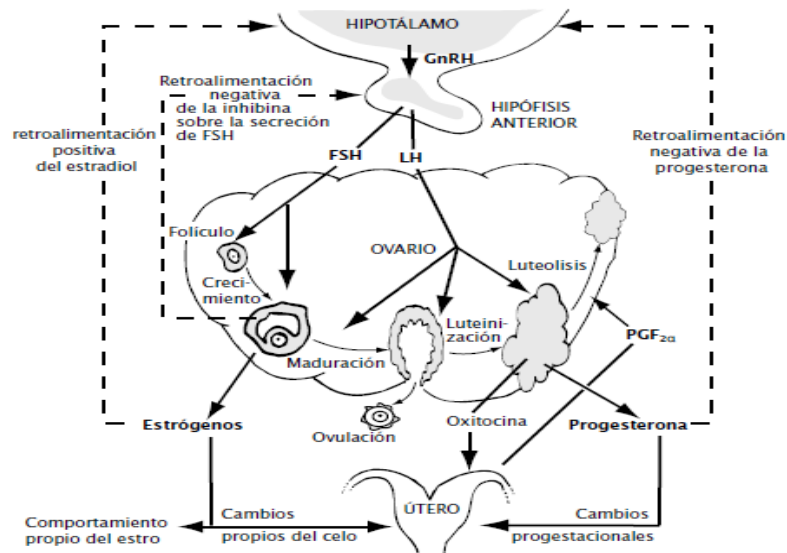 HIPOTÁLAMO
GnRH
Retroalimentación
negativa
de la inhibina
sobre la secreción
de FSH
HIPÓFISIS
ANTERIOR
retroalimentación
positiva
del estradiol
Retroalimentación
negativa de la
progesterona
FSH
LH
Folículo
OVARIO
Luteolisis
Creci-
miento
Luteini-
zación
PGF2α
Maduración
Estrógenos
Ovulación
Oxitocina
Progesterona
ÚTERO
Comportamiento
propio del estro
Cambios
propios del celo
Cambios
progestacionales